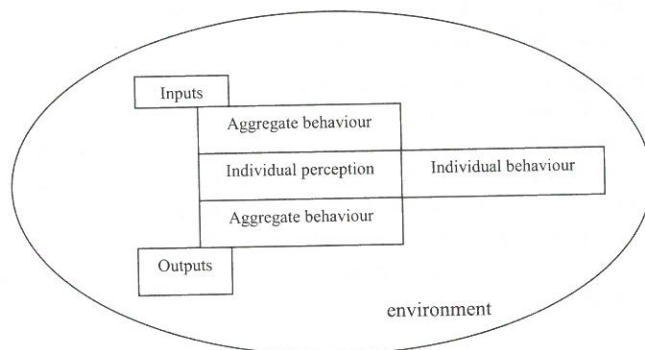 Inputs
Aggregate behaviour
Individual perception
Individual behaviour
Aggregate behaviour
Outputs
environment